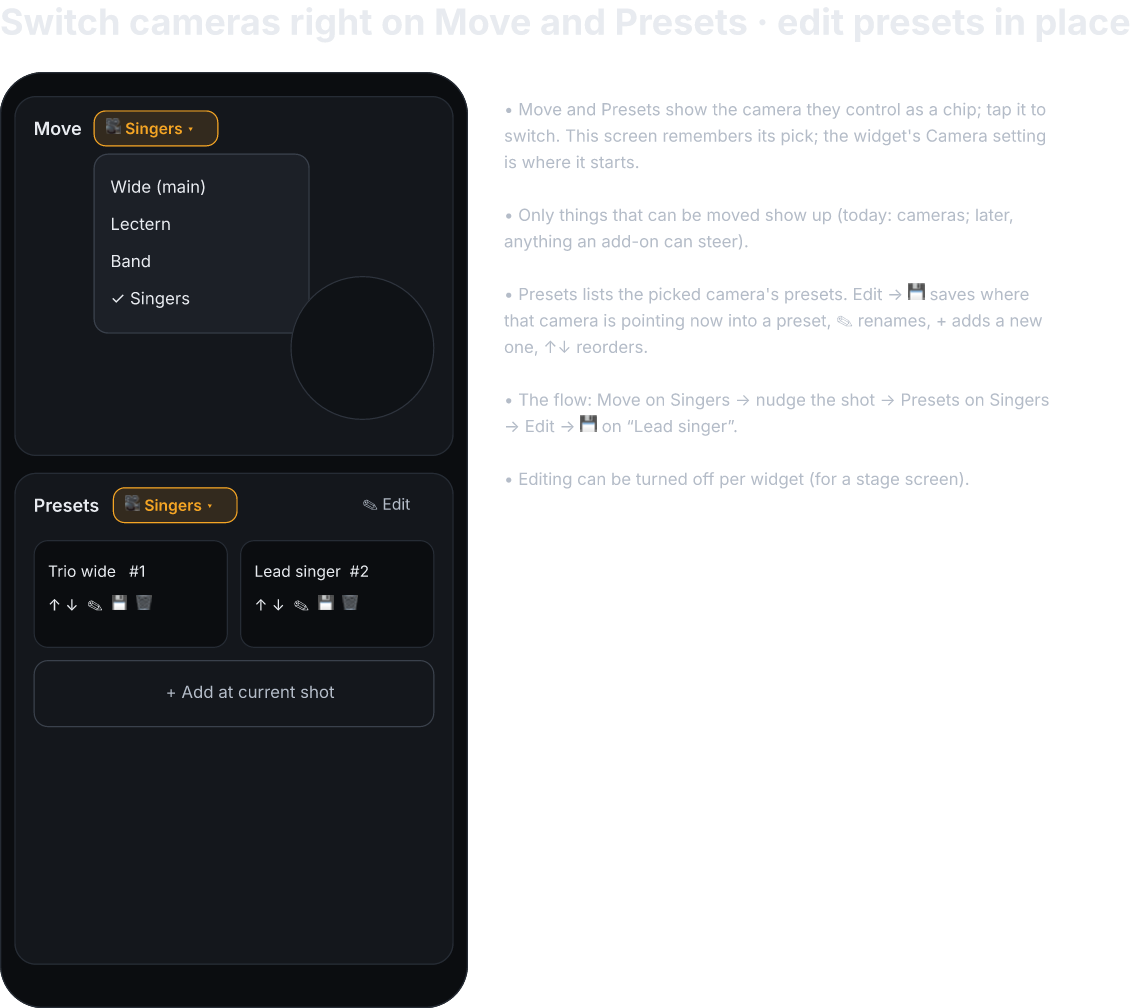 Switch cameras right on Move and Presets · edit presets in place
Move 🎥 Singers ▾
Wide (main)
Lectern
Band
✓ Singers
Presets 🎥 Singers ▾ ✎ Edit
Trio wide #1
↑ ↓ ✎ 💾 🗑
Lead singer #2
↑ ↓ ✎ 💾 🗑
+ Add at current shot
• Move and Presets show the camera they control as a chip; tap it to
switch. This screen remembers its pick; the widget's Camera setting
is where it starts.
• Only things that can be moved show up (today: cameras; later,
anything an add-on can steer).
• Presets lists the picked camera's presets. Edit → 💾 saves where
that camera is pointing now into a preset, ✎ renames, + adds a new
one, ↑↓ reorders.
• The flow: Move on Singers → nudge the shot → Presets on Singers
→ Edit → 💾 on “Lead singer”.
• Editing can be turned off per widget (for a stage screen).